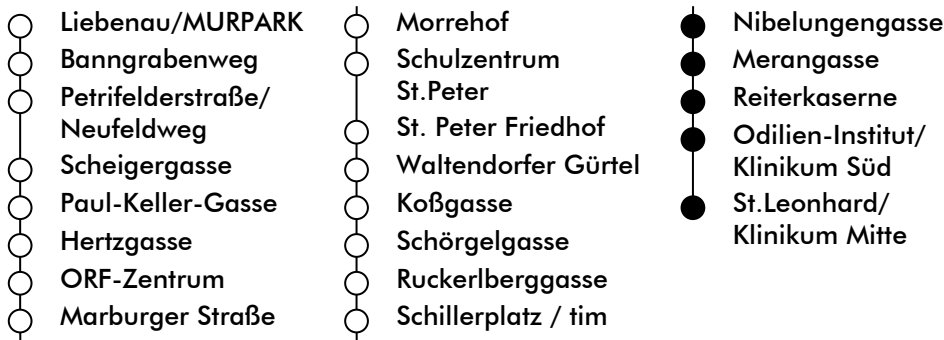 Liebenau/MURPARK
Banngrabenweg
Petrifelderstraße/
Neufeldweg
Scheigergasse
Paul-Keller-Gasse
Hertzgasse
ORF-Zentrum
Marburger Straße
Morrehof
Schulzentrum
St.Peter
St. Peter Friedhof
Waltendorfer Gürtel
Koßgasse
Schörgelgasse
Ruckerlberggasse
Schillerplatz / tim
Nibelungengasse
Merangasse
Reiterkaserne
Odilien-Institut/
Klinikum Süd
St.Leonhard/
Klinikum Mitte